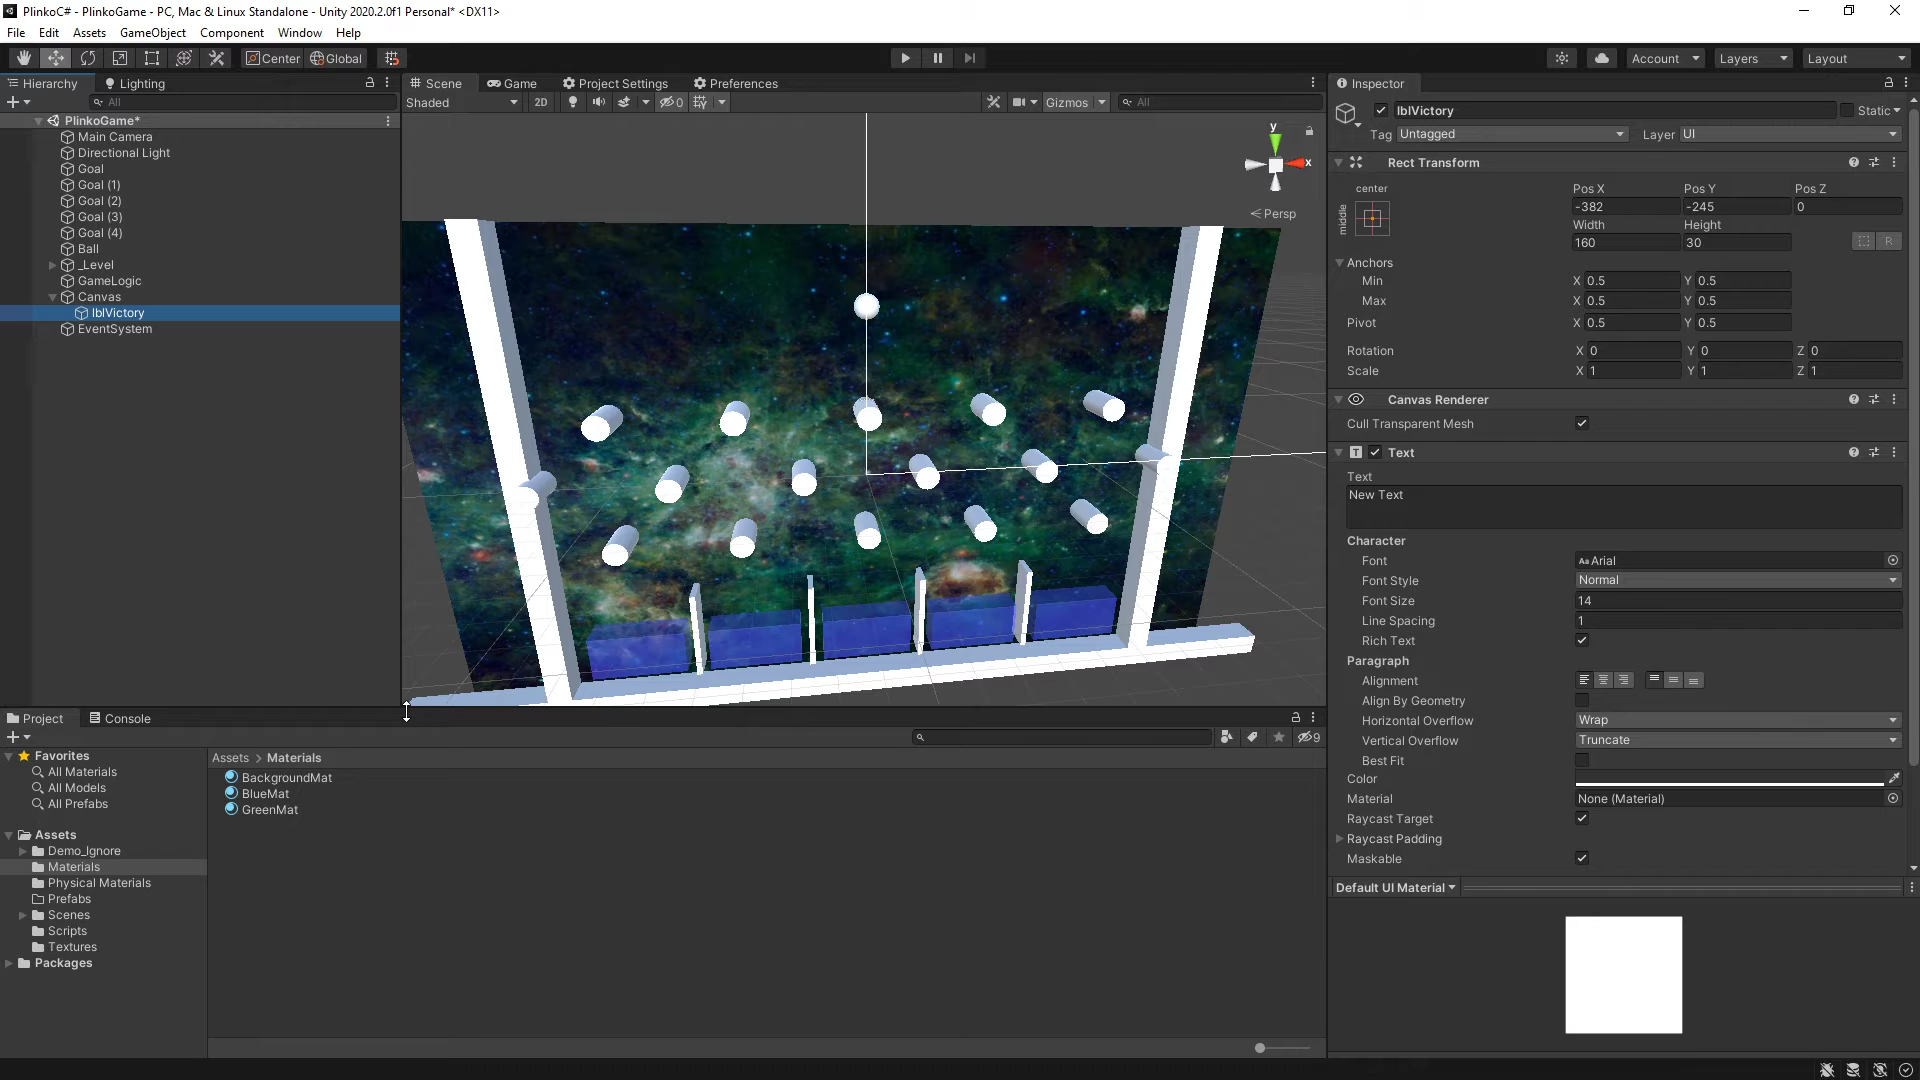 PlinkoC# - PlinkoGame - PC, Mac & Linux Standalone - Unity 2020.2.0f1 Personal* <DX11>
File Edit Assets GameObject Component Window Help
Center Global Account Layers Layout
Hierarchy Lighting
All
PlinkoGame*
Main Camera
Directional Light
Goal
Goal (1)
Goal (2)
Goal (3)
Goal (4)
Ball
_Level
GameLogic
Canvas
lblVictory
EventSystem
Scene Game Project Settings Preferences
Shaded 2D 0 Gizmos All
y
x
Persp
Inspector
lblVictory Static
Tag Untagged Layer UI
Rect Transform
center
middle
Pos X Pos Y Pos Z
-382 -245 0
Width Height
160 30
R
Anchors
Min X 0.5 Y 0.5
Max X 0.5 Y 0.5
Pivot X 0.5 Y 0.5
Rotation X 0 Y 0 Z 0
Scale X 1 Y 1 Z 1
Canvas Renderer
Cull Transparent Mesh
T Text
Text
New Text
Character
Font Aa Arial
Font Style Normal
Font Size 14
Line Spacing 1
Rich Text
Paragraph
Alignment
Align By Geometry
Horizontal Overflow Wrap
Vertical Overflow Truncate
Best Fit
Color
Material None (Material)
Raycast Target
Raycast Padding
Maskable
Default UI Material
Project Console
9
Favorites
All Materials
All Models
All Prefabs
Assets
Demo_Ignore
Materials
Physical Materials
Prefabs
Scenes
Scripts
Textures
Packages
Assets > Materials
BackgroundMat
BlueMat
GreenMat